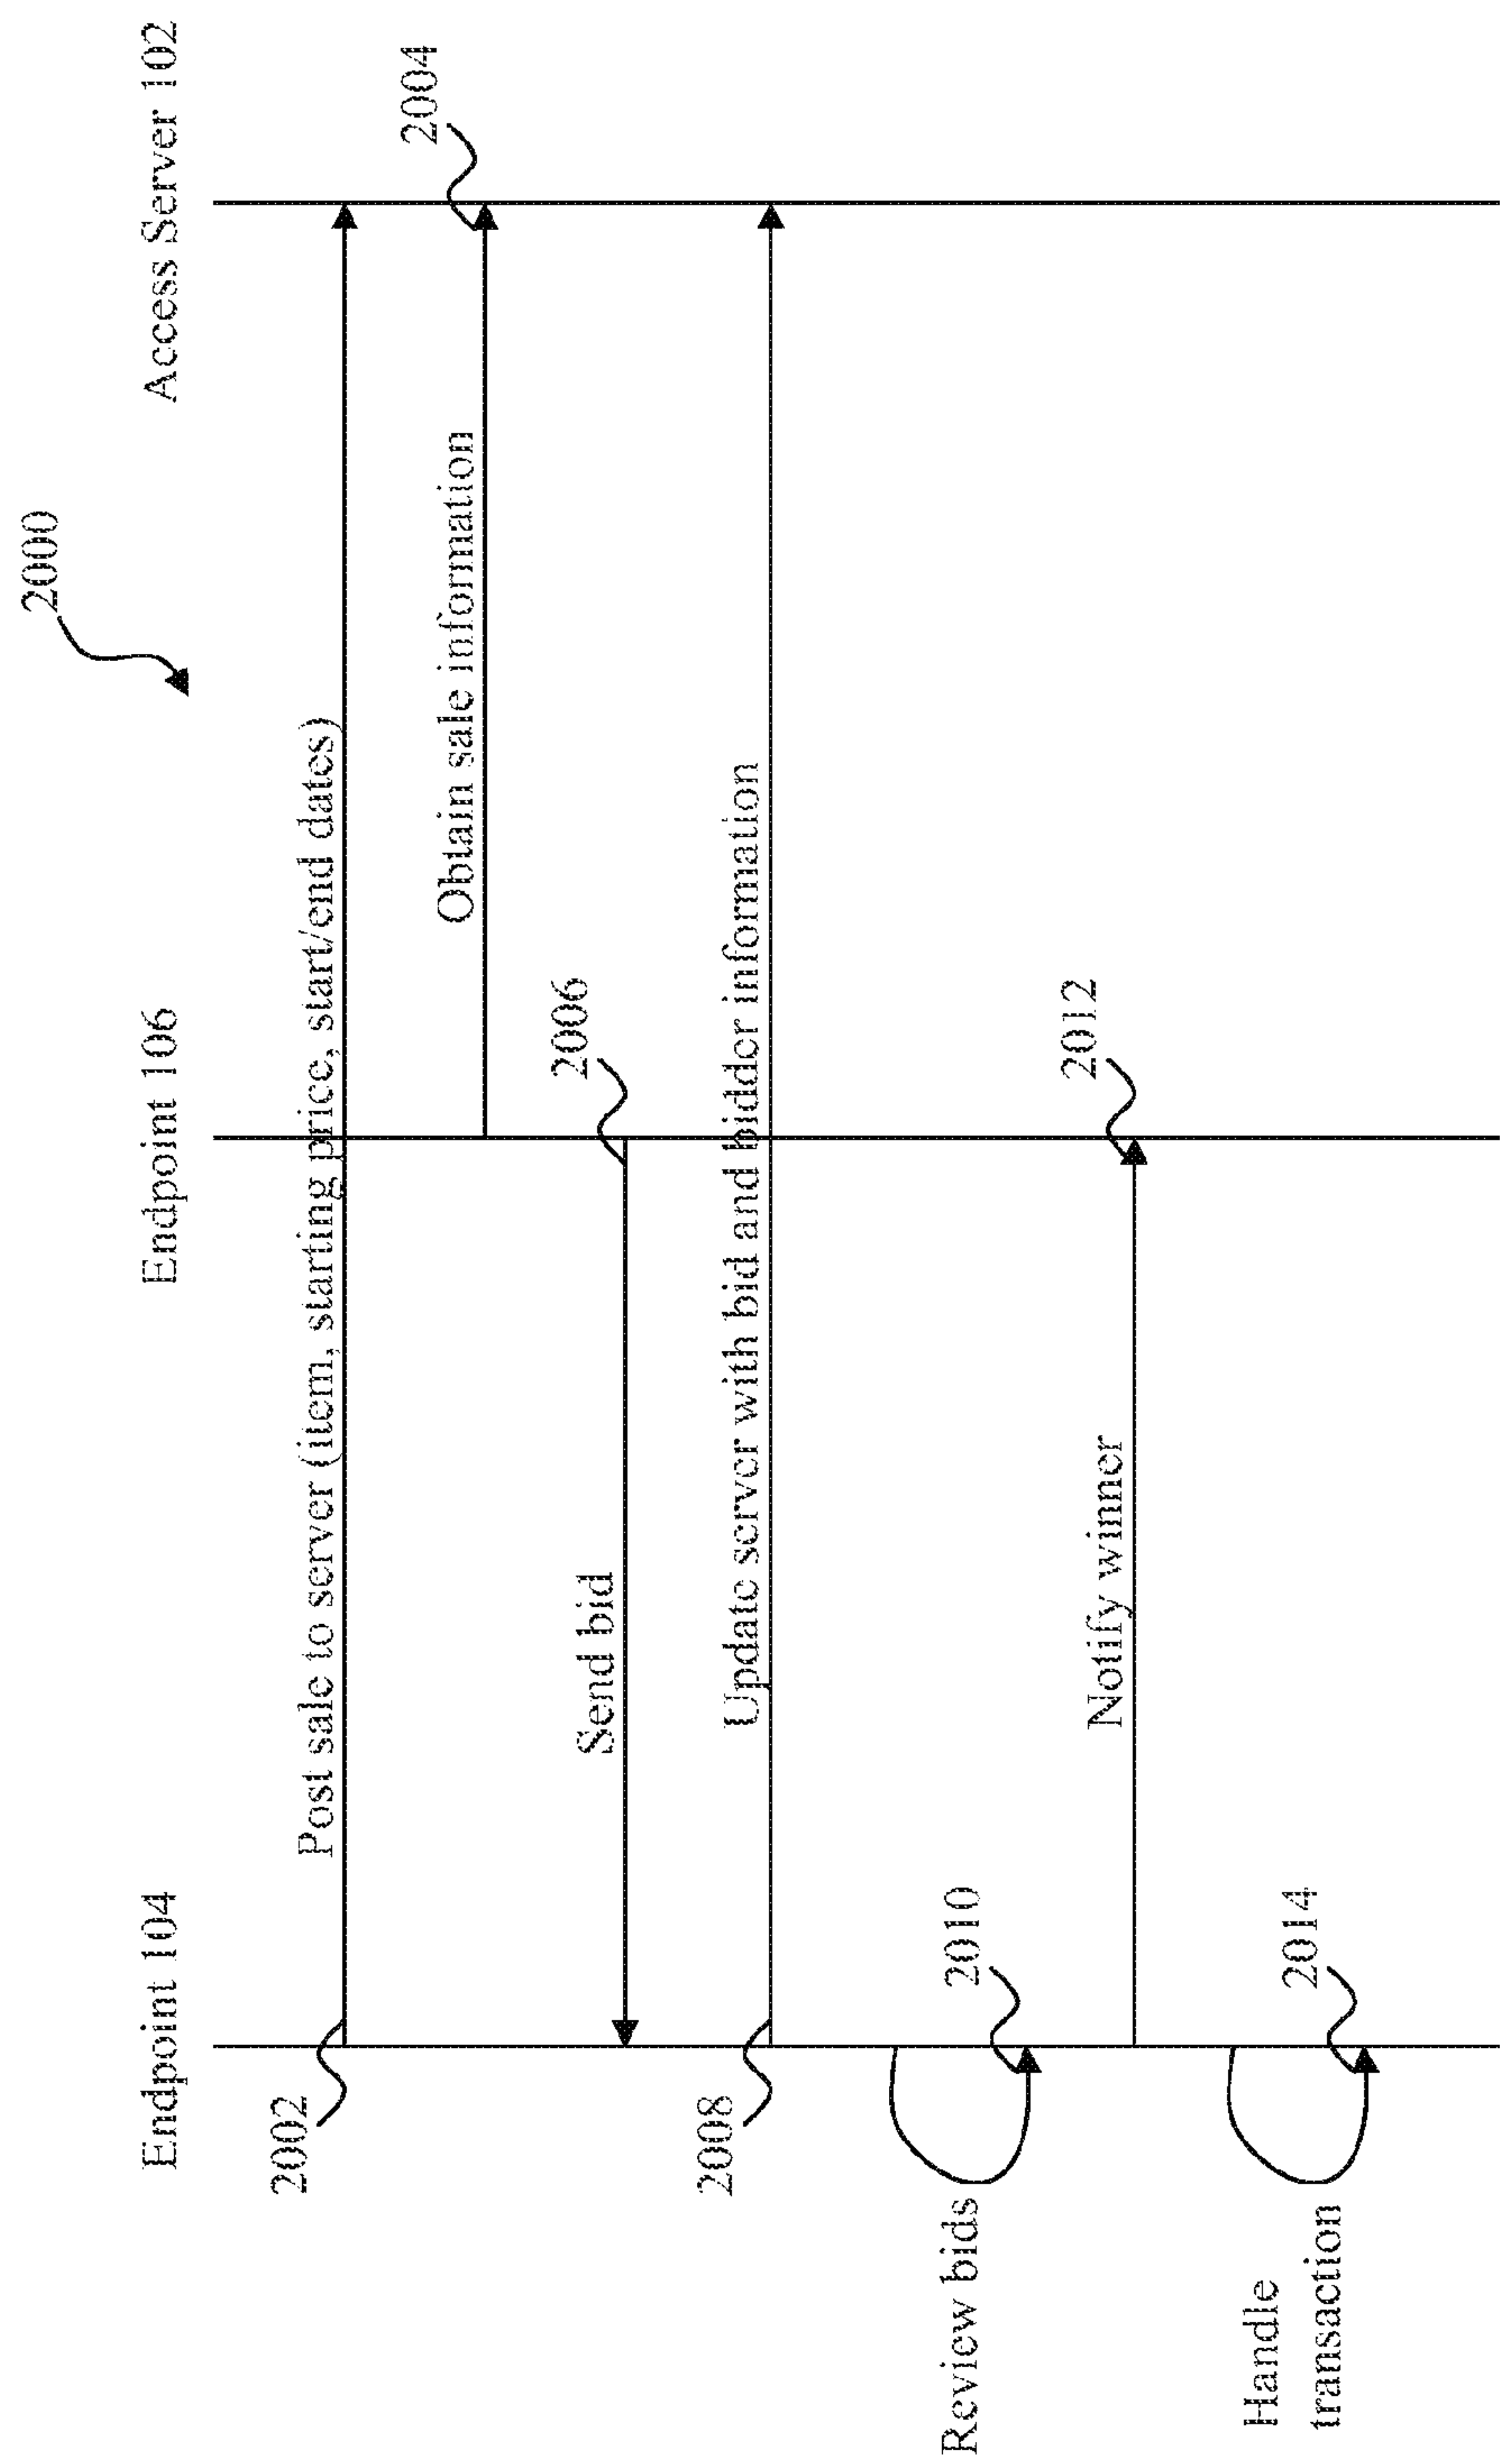 2000
Endpoint 104
Endpoint 106
Access Server 102
2002
Post sale to server (item, starting price, start/end dates)
Obtain sale information
2004
Send bid
2006
2008
Update server with bid and bidder information
Review bids
2010
Notify winner
2012
Handle
transaction
2014